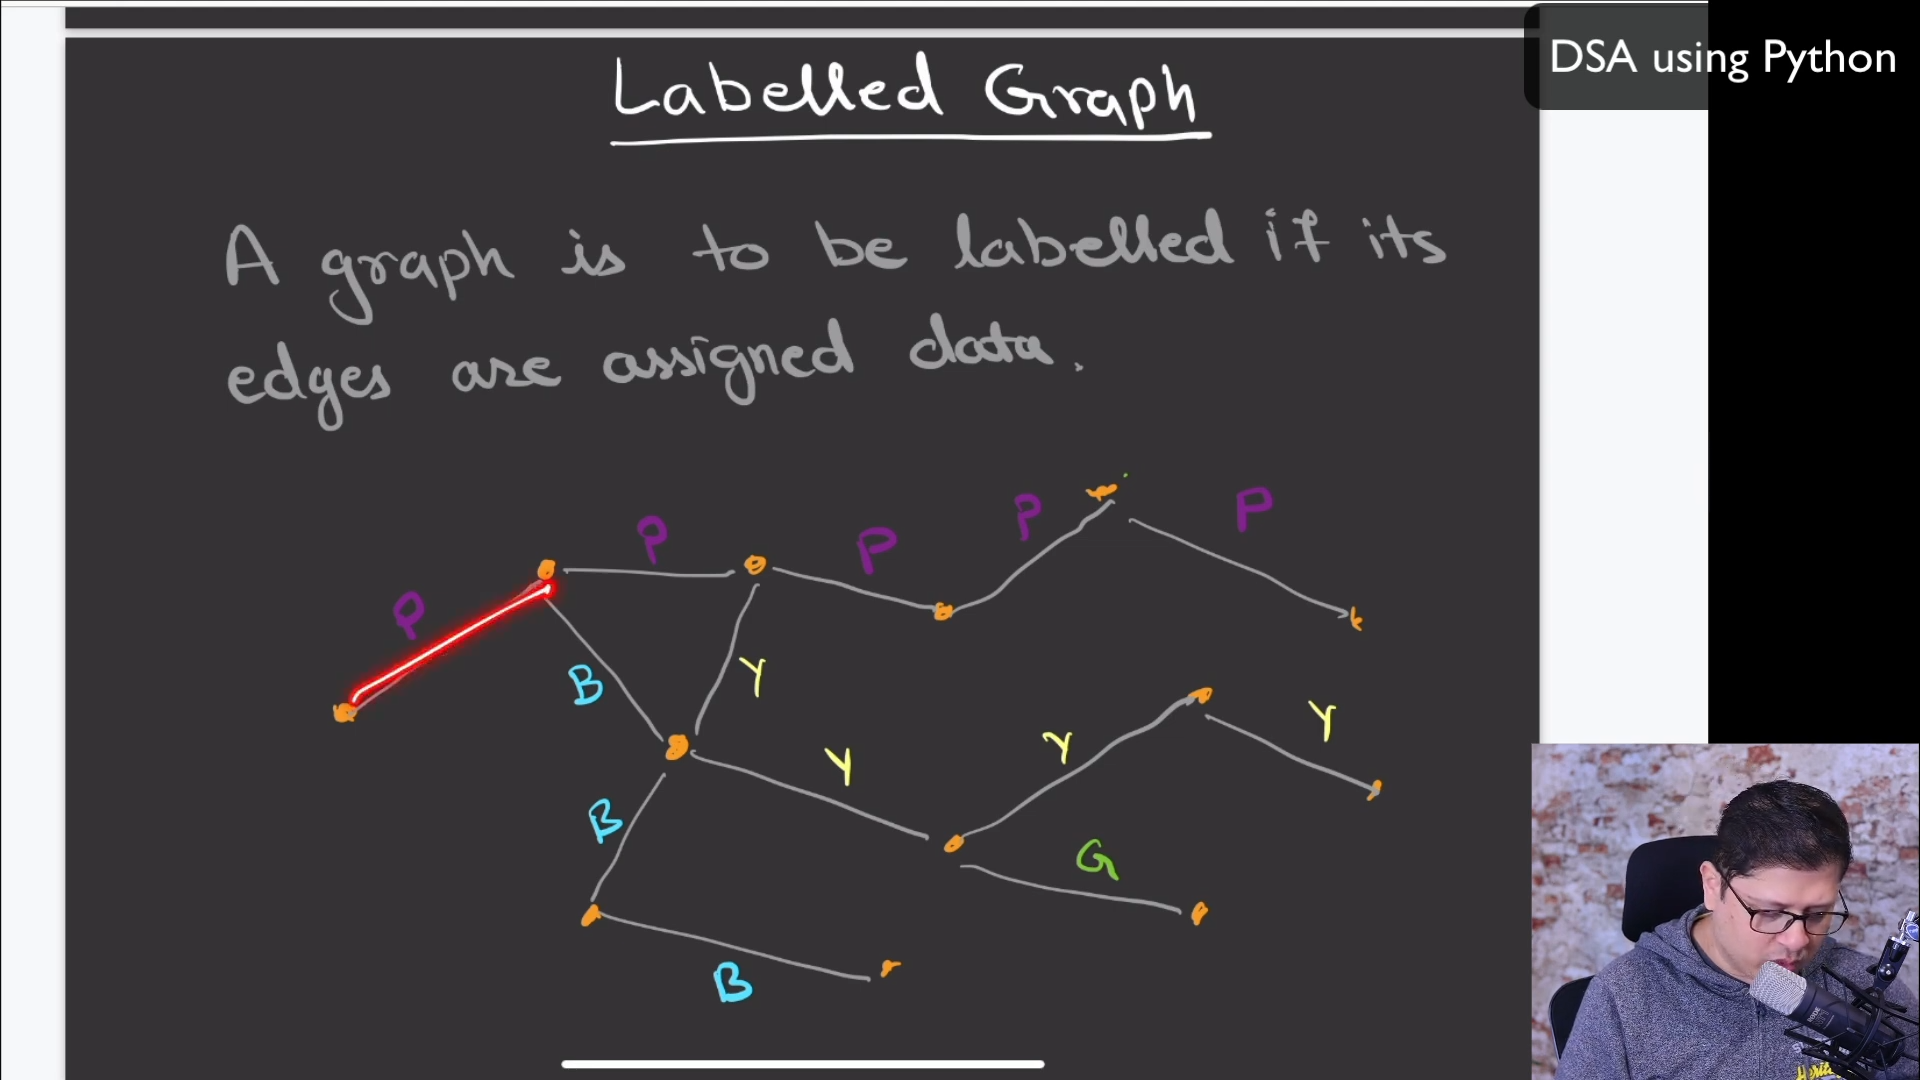 DSA using Python
Labelled Graph
A graph is to be labelled if its
edges are assigned data.
P
P
P
P
P
B
Y
Y
Y
Y
B
G
B